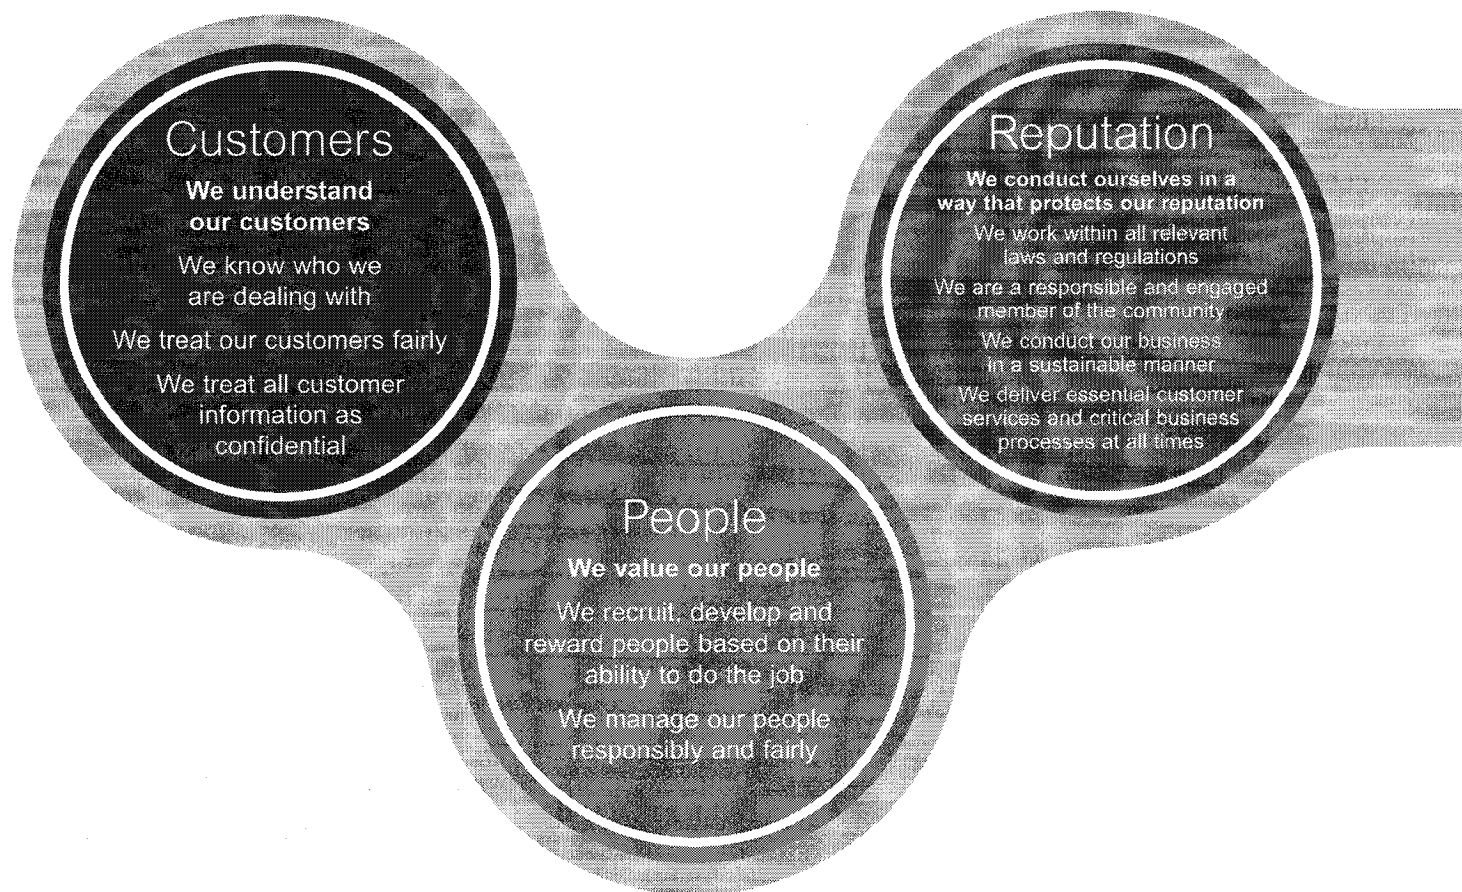 Customers
We understand
our customers
We know who we
are dealing with
We treat our customers fairly
We treat all customer
information as
confidential
People
We value our people
We recruit, develop and
reward people based on their
ability to do the job
We manage our people
responsibly and fairly
Reputation
We conduct ourselves in a
way that protects our reputation
We work within all relevant
laws and regulations
We are a responsible and engaged
member of the community
We conduct our business
in a sustainable manner
We deliver essential customer
services and critical business
processes at all times